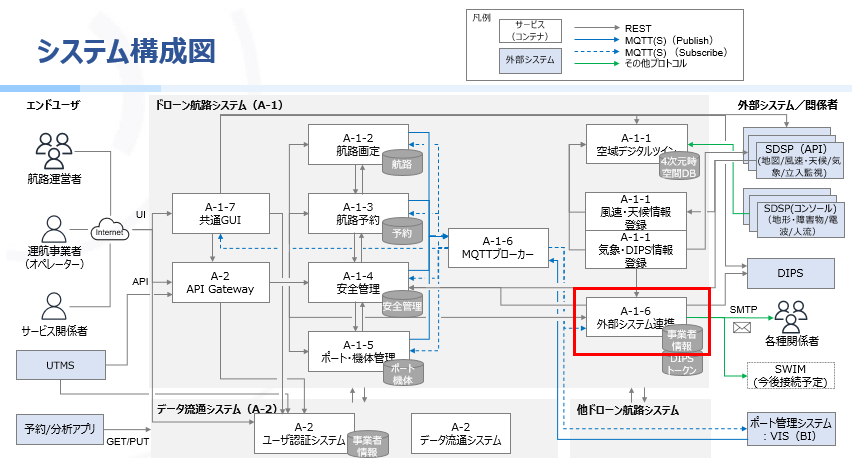 システム構成図
凡例
サービス
(コンテナ)
外部システム
REST
MQTT(S)（Publish）
MQTT(S)（Subscribe）
その他プロトコル
エンドユーザ
ドローン航路システム（A-1）
外部システム／関係者
航路運営者
運航事業者
（オペレーター）
サービス関係者
Internet
UI
API
UTMS
予約/分析アプリ
GET/PUT
A-1-7
共通GUI
A-2
API Gateway
A-1-2
航路画定
航路
A-1-3
航路予約
予約
A-1-4
安全管理
安全管理
A-1-5
ポート・機体管理
ポート
機体
A-1-6
MQTTブローカー
A-1-1
空域デジタルツイン
4次元時
空間DB
A-1-1
風速・天候情報
登録
A-1-1
気象・DIPS情報
登録
A-1-6
外部システム連携
事業者
情報
DIPS
トークン
SDSP（API）
(地図/風速・天候/気
象/立入監視)
SDSP(コンソール)
（地形・障害物/電
波/人流）
DIPS
SMTP
各種関係者
SWIM
(今後接続予定)
ポート管理システム
：VIS（BI）
データ流通システム（A-2）
A-2
ユーザ認証システム
事業者
情報
A-2
データ流通システム
他ドローン航路システム